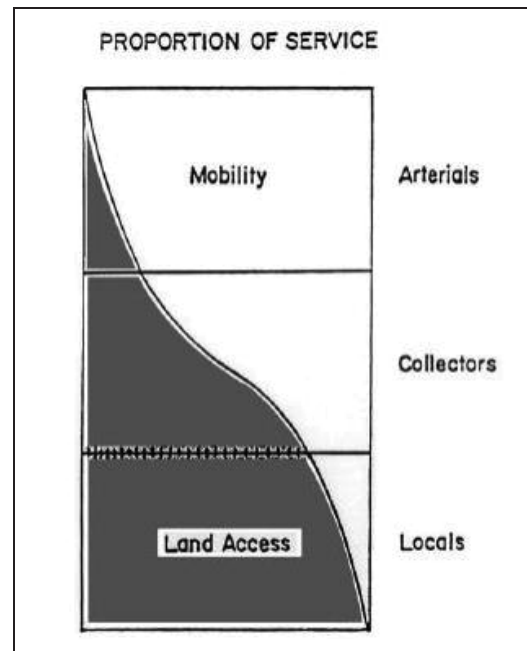 PROPORTION OF SERVICE
Mobility
Arterials
Collectors
Land Access
Locals